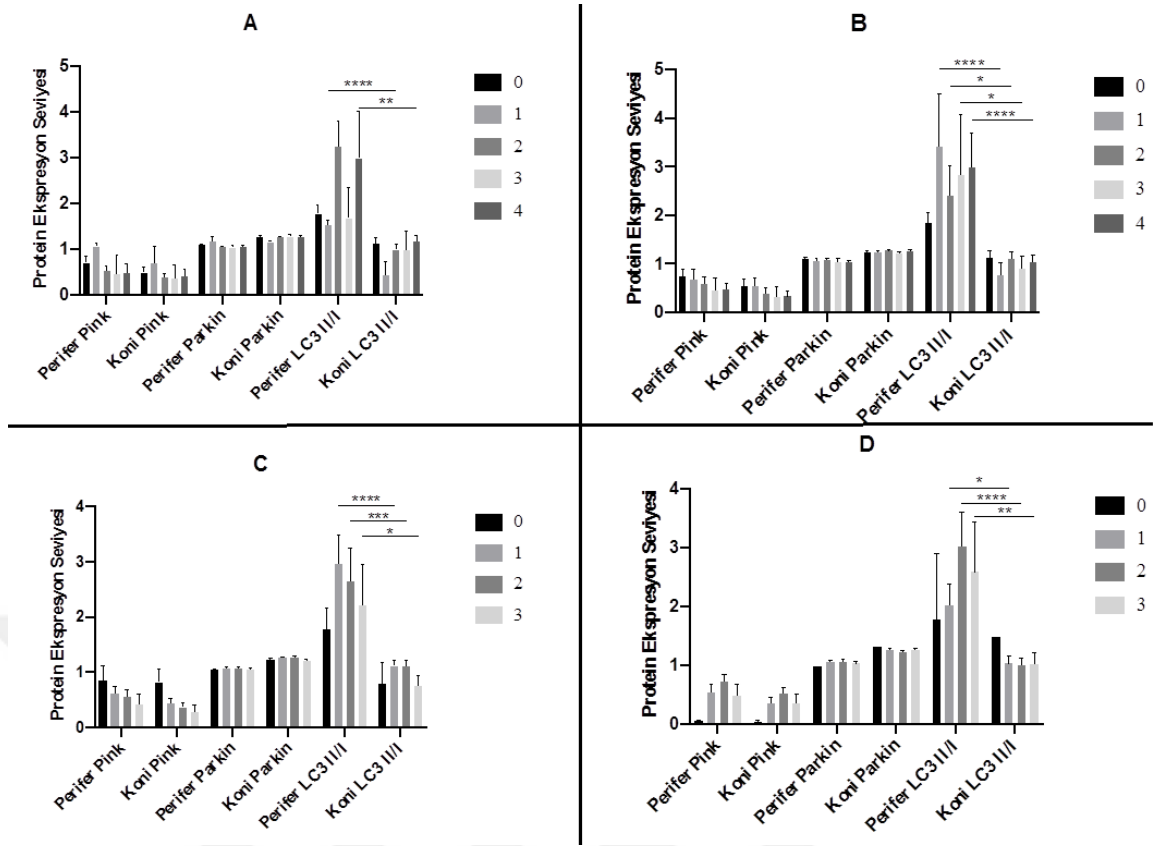 A
Protein Ekspresyon Seviyesi
5
4
3
2
1
0
****
**
0
1
2
3
4
Perifer Pink
Koni Pink
Perifer Parkin
Koni Parkin
Perifer LC3 II/I
Koni LC3 II/I
B
Protein Ekspresyon Seviyesi
5
4
3
2
1
0
****
*
*
****
0
1
2
3
4
Perifer Pink
Koni Pink
Perifer Parkin
Koni Parkin
Perifer LC3 II/I
Koni LC3 II/I
C
Protein Ekspresyon Seviyesi
4
3
2
1
0
****
***
*
0
1
2
3
Perifer Pink
Koni Pink
Perifer Parkin
Koni Parkin
Perifer LC3 II/I
Koni LC3 II/I
D
Protein Ekspresyon Seviyesi
4
3
2
1
0
*
****
**
0
1
2
3
Perifer Pink
Koni Pink
Perifer Parkin
Koni Parkin
Perifer LC3 II/I
Koni LC3 II/I